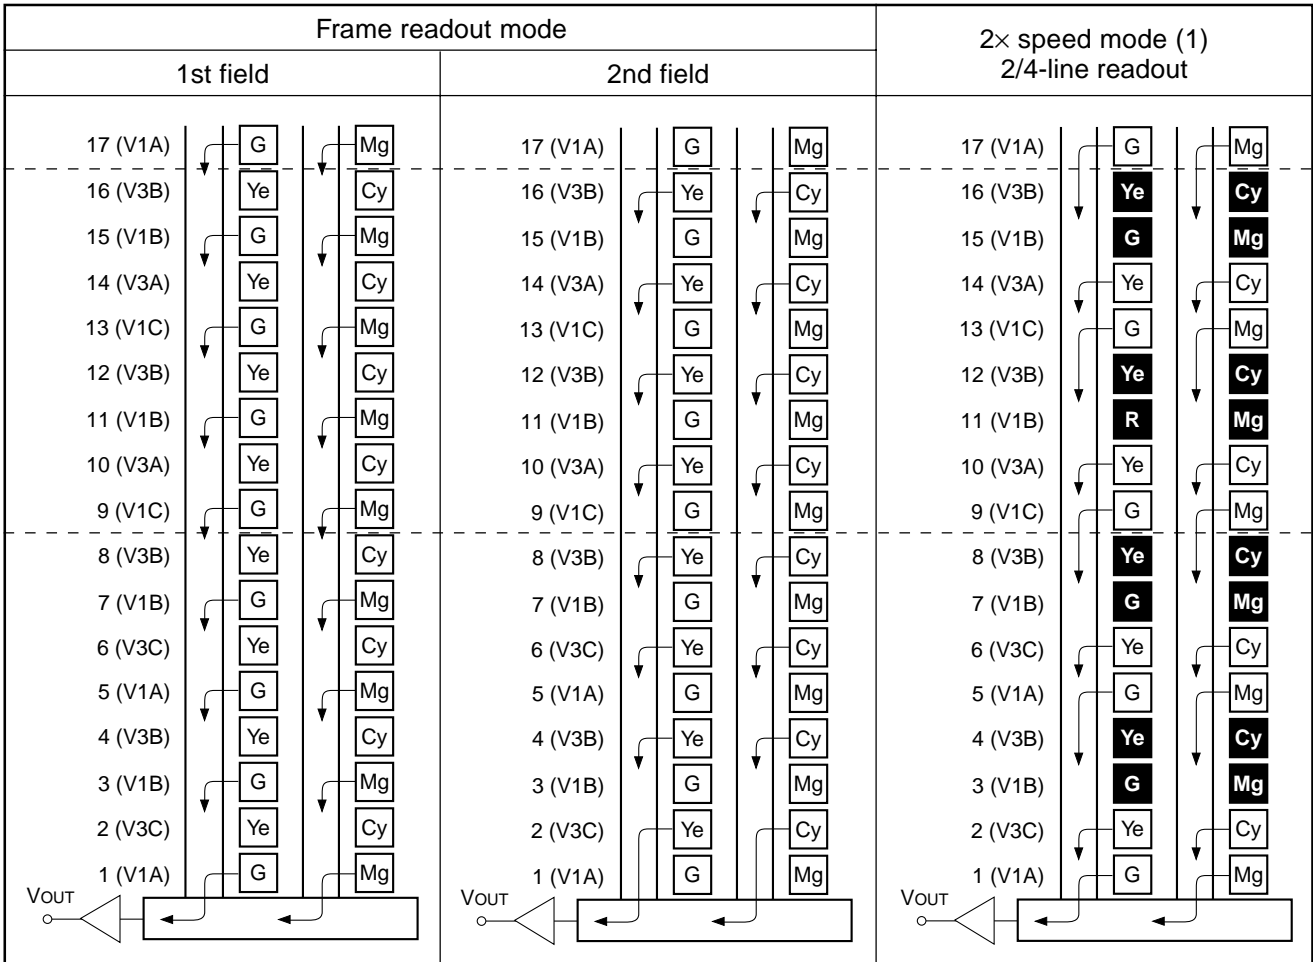 Frame readout mode
2× speed mode (1)
2/4-line readout
1st field
2nd field
17 (V1A) G Mg
16 (V3B) Ye Cy
15 (V1B) G Mg
14 (V3A) Ye Cy
13 (V1C) G Mg
12 (V3B) Ye Cy
11 (V1B) G Mg
10 (V3A) Ye Cy
9 (V1C) G Mg
8 (V3B) Ye Cy
7 (V1B) G Mg
6 (V3C) Ye Cy
5 (V1A) G Mg
4 (V3B) Ye Cy
3 (V1B) G Mg
2 (V3C) Ye Cy
1 (V1A) G Mg
VOUT
17 (V1A) G Mg
16 (V3B) Ye Cy
15 (V1B) G Mg
14 (V3A) Ye Cy
13 (V1C) G Mg
12 (V3B) Ye Cy
11 (V1B) G Mg
10 (V3A) Ye Cy
9 (V1C) G Mg
8 (V3B) Ye Cy
7 (V1B) G Mg
6 (V3C) Ye Cy
5 (V1A) G Mg
4 (V3B) Ye Cy
3 (V1B) G Mg
2 (V3C) Ye Cy
1 (V1A) G Mg
VOUT
17 (V1A) G Mg
16 (V3B) Ye Cy
15 (V1B) G Mg
14 (V3A) Ye Cy
13 (V1C) G Mg
12 (V3B) Ye Cy
11 (V1B) R Mg
10 (V3A) Ye Cy
9 (V1C) G Mg
8 (V3B) Ye Cy
7 (V1B) G Mg
6 (V3C) Ye Cy
5 (V1A) G Mg
4 (V3B) Ye Cy
3 (V1B) G Mg
2 (V3C) Ye Cy
1 (V1A) G Mg
VOUT